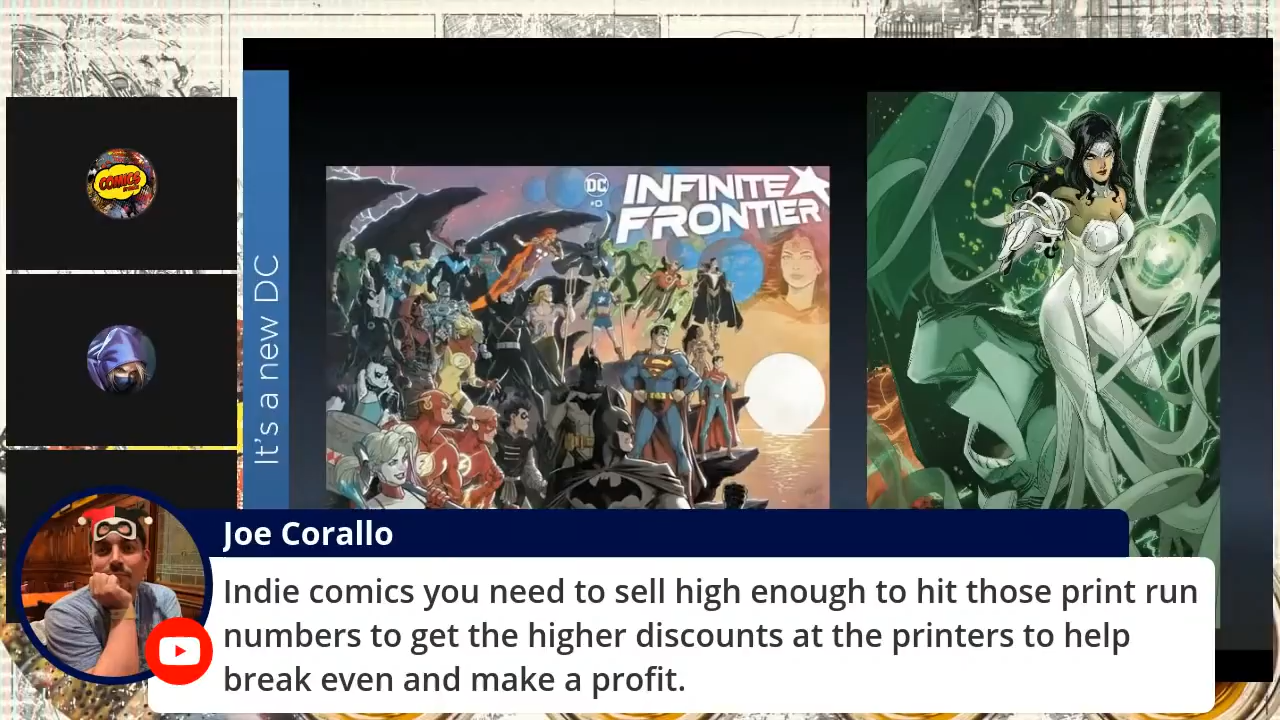 COMICS
It's a new DC
DC
#0
INFINITE
FRONTIER
Joe Corallo
Indie comics you need to sell high enough to hit those print run
numbers to get the higher discounts at the printers to help
break even and make a profit.